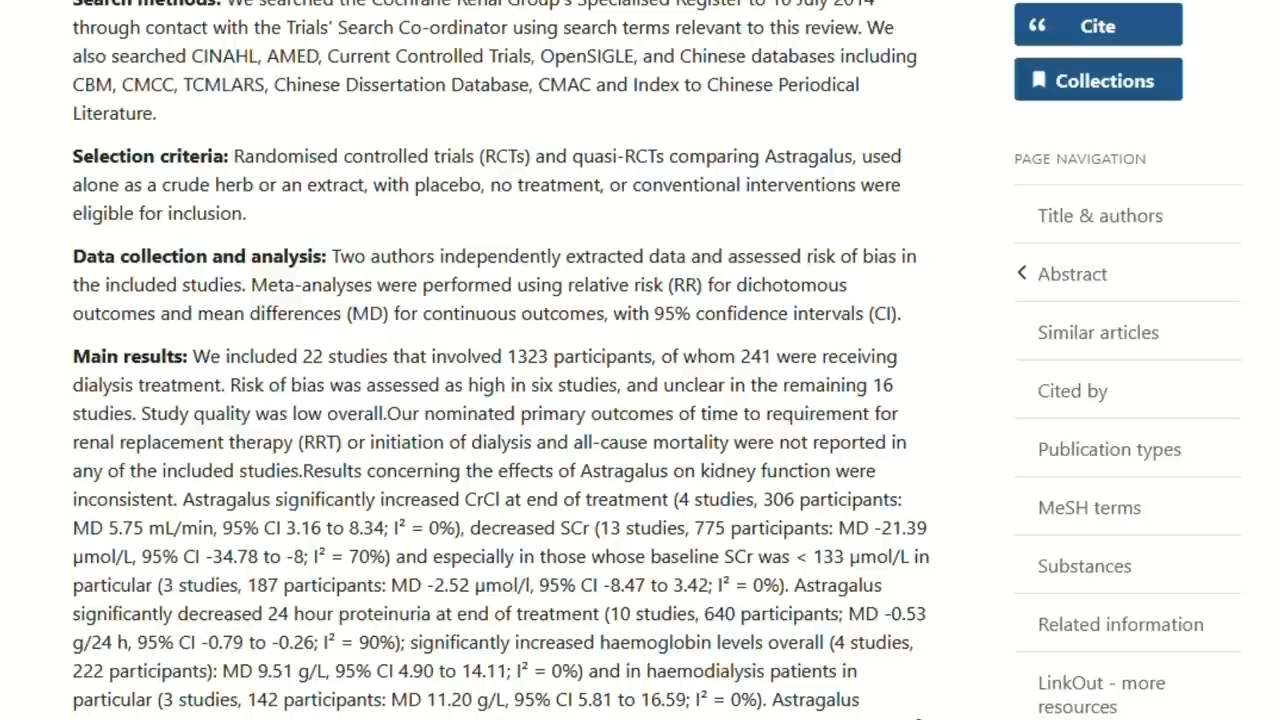 Search methods: We searched the Cochrane Renal Group's Specialised Register to 10 July 2014
through contact with the Trials' Search Co-ordinator using search terms relevant to this review. We
also searched CINAHL, AMED, Current Controlled Trials, OpenSIGLE, and Chinese databases including
CBM, CMCC, TCMLARS, Chinese Dissertation Database, CMAC and Index to Chinese Periodical
Literature.
Selection criteria: Randomised controlled trials (RCTs) and quasi-RCTs comparing Astragalus, used
alone as a crude herb or an extract, with placebo, no treatment, or conventional interventions were
eligible for inclusion.
Data collection and analysis: Two authors independently extracted data and assessed risk of bias in
the included studies. Meta-analyses were performed using relative risk (RR) for dichotomous
outcomes and mean differences (MD) for continuous outcomes, with 95% confidence intervals (CI).
Main results: We included 22 studies that involved 1323 participants, of whom 241 were receiving
dialysis treatment. Risk of bias was assessed as high in six studies, and unclear in the remaining 16
studies. Study quality was low overall.Our nominated primary outcomes of time to requirement for
renal replacement therapy (RRT) or initiation of dialysis and all-cause mortality were not reported in
any of the included studies.Results concerning the effects of Astragalus on kidney function were
inconsistent. Astragalus significantly increased CrCl at end of treatment (4 studies, 306 participants:
MD 5.75 mL/min, 95% CI 3.16 to 8.34; I² = 0%), decreased SCr (13 studies, 775 participants: MD -21.39
µmol/L, 95% CI -34.78 to -8; I² = 70%) and especially in those whose baseline SCr was < 133 µmol/L in
particular (3 studies, 187 participants: MD -2.52 µmol/l, 95% CI -8.47 to 3.42; I² = 0%). Astragalus
significantly decreased 24 hour proteinuria at end of treatment (10 studies, 640 participants; MD -0.53
g/24 h, 95% CI -0.79 to -0.26; I² = 90%); significantly increased haemoglobin levels overall (4 studies,
222 participants): MD 9.51 g/L, 95% CI 4.90 to 14.11; I² = 0%) and in haemodialysis patients in
particular (3 studies, 142 participants: MD 11.20 g/L, 95% CI 5.81 to 16.59; I² = 0%). Astragalus
Cite
Collections
PAGE NAVIGATION
Title & authors
Abstract
Similar articles
Cited by
Publication types
MeSH terms
Substances
Related information
LinkOut - more
resources